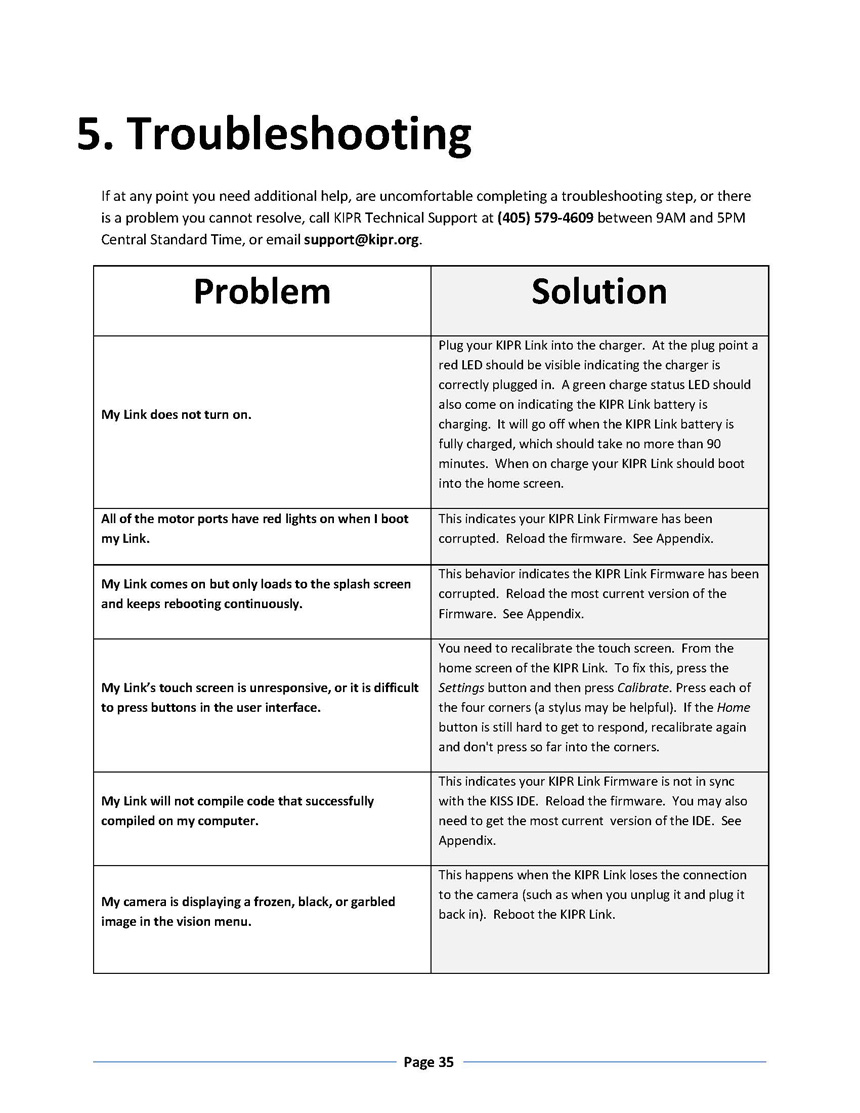 5. Troubleshooting
If at any point you need additional help, are uncomfortable completing a troubleshooting step, or there
is a problem you cannot resolve, call KIPR Technical Support at (405) 579-4609 between 9AM and 5PM
Central Standard Time, or email support@kipr.org.
Problem
Solution
My Link does not turn on.
Plug your KIPR Link into the charger.  At the plug point a
red LED should be visible indicating the charger is
correctly plugged in.  A green charge status LED should
also come on indicating the KIPR Link battery is
charging.  It will go off when the KIPR Link battery is
fully charged, which should take no more than 90
minutes.  When on charge your KIPR Link should boot
into the home screen.
All of the motor ports have red lights on when I boot
my Link.
This indicates your KIPR Link Firmware has been
corrupted.  Reload the firmware.  See Appendix.
My Link comes on but only loads to the splash screen
and keeps rebooting continuously.
This behavior indicates the KIPR Link Firmware has been
corrupted.  Reload the most current version of the
Firmware.  See Appendix.
My Link’s touch screen is unresponsive, or it is difficult
to press buttons in the user interface.
You need to recalibrate the touch screen.  From the
home screen of the KIPR Link.  To fix this, press the
Settings button and then press Calibrate. Press each of
the four corners (a stylus may be helpful).  If the Home
button is still hard to get to respond, recalibrate again
and don't press so far into the corners.
My Link will not compile code that successfully
compiled on my computer.
This indicates your KIPR Link Firmware is not in sync
with the KISS IDE.  Reload the firmware.  You may also
need to get the most current  version of the IDE.  See
Appendix.
My camera is displaying a frozen, black, or garbled
image in the vision menu.
This happens when the KIPR Link loses the connection
to the camera (such as when you unplug it and plug it
back in).  Reboot the KIPR Link.
Page 35